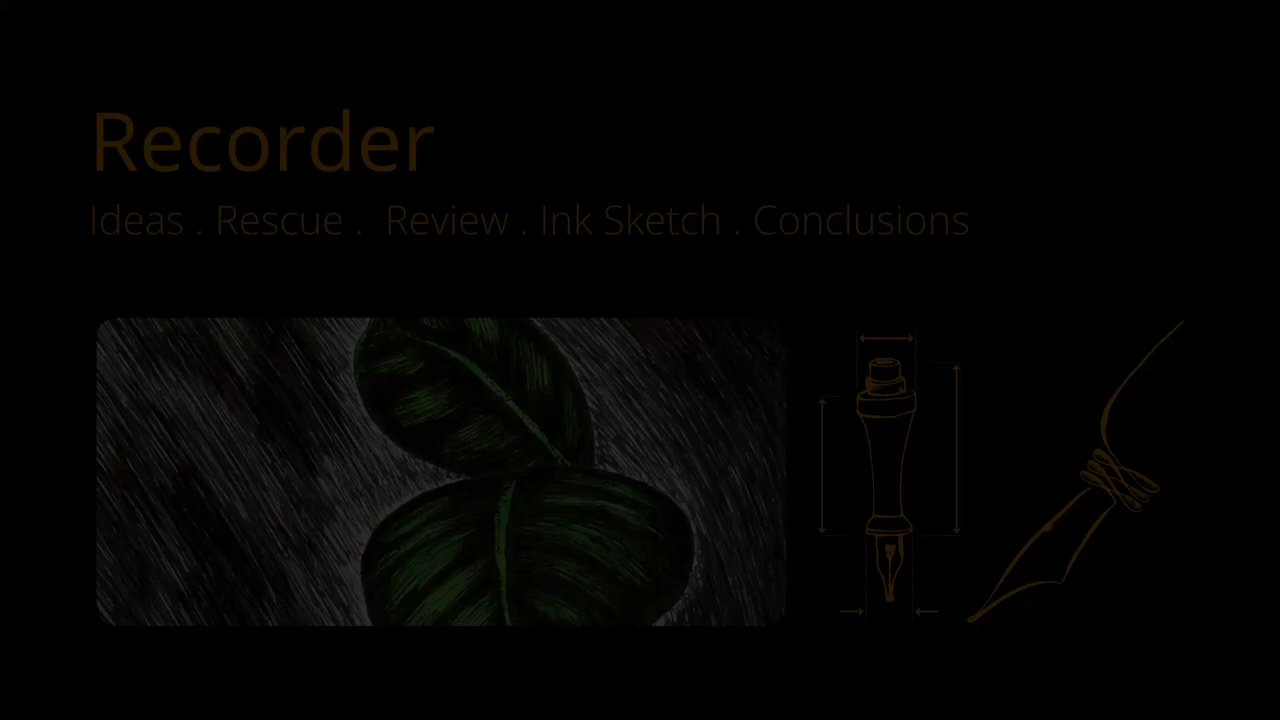 Recorder
Ideas . Rescue .  Review . Ink Sketch . Conclusions